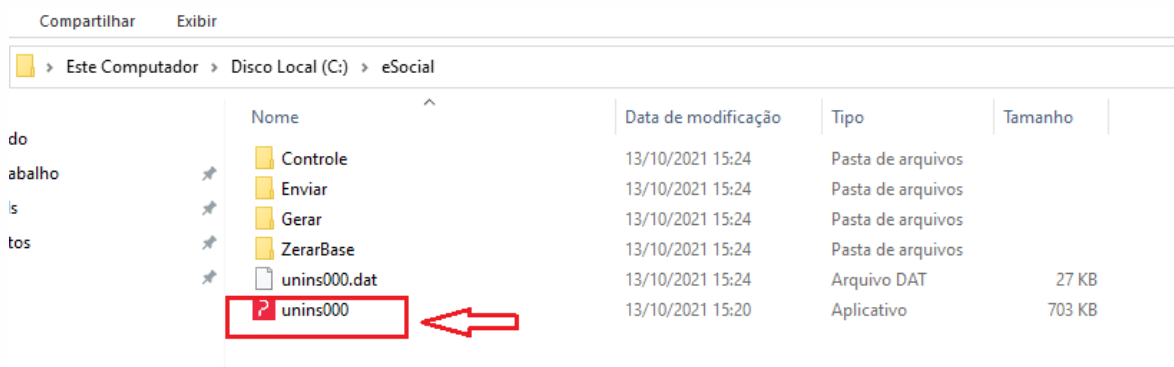 Compartilhar Exibir
Este Computador > Disco Local (C:) > eSocial
Nome Data de modificação Tipo Tamanho
do
Controle 13/10/2021 15:24 Pasta de arquivos
abalho
Enviar 13/10/2021 15:24 Pasta de arquivos
ls
Gerar 13/10/2021 15:24 Pasta de arquivos
tos
ZerarBase 13/10/2021 15:24 Pasta de arquivos
unins000.dat 13/10/2021 15:24 Arquivo DAT 27 KB
unins000 13/10/2021 15:20 Aplicativo 703 KB